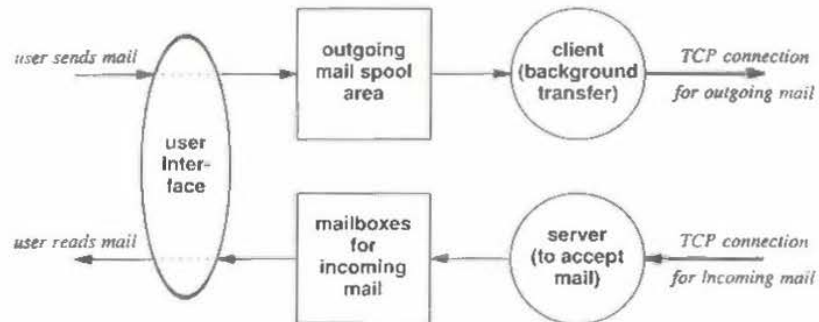 user sends mail
outgoing
mail spool
area
client
(background
transfer)
TCP connection
for outgoing mail
user
inter-
face
user reads mail
mailboxes
for
incoming
mail
server
(to accept
mail)
TCP connection
for incoming mail